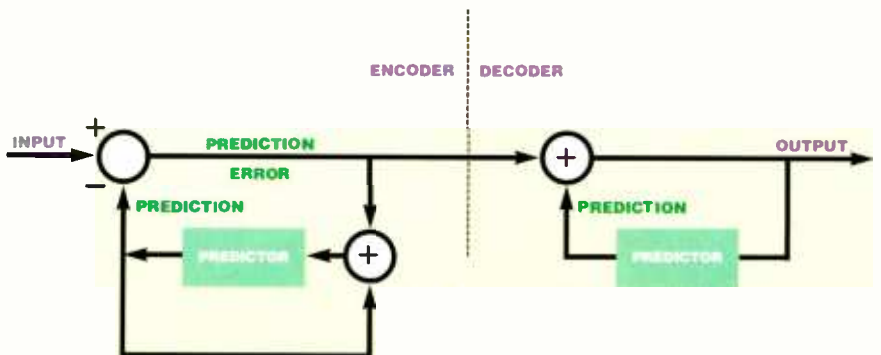 ENCODER DECODER
+
INPUT
PREDICTION
ERROR
+
OUTPUT
−
PREDICTION
PREDICTION
PREDICTOR
+
PREDICTOR